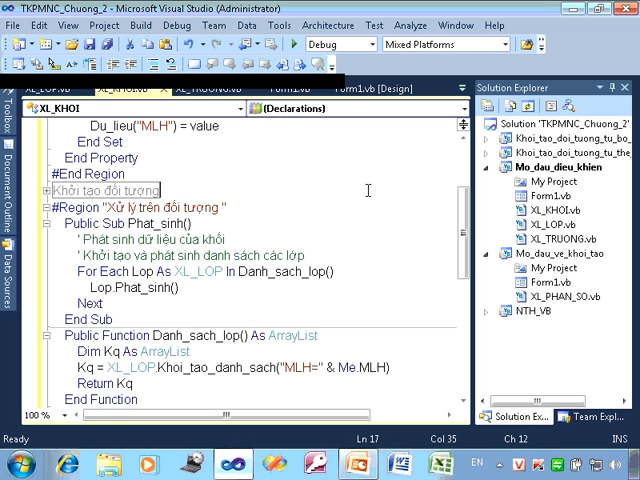 TKPMNC_Chuong_2 - Microsoft Visual Studio (Administrator)
File Edit View Project Build Debug Team Data Tools Architecture Test Analyze Window Help
Debug Mixed Platforms
XL_LOP.vb XL_KHOI.vb XL_TRUONG.vb Form1.vb Form1.vb [Design]
XL_KHOI (Declarations)
Du_lieu("MLH") = value
End Set
End Property
#End Region
Khởi tạo đối tượng
#Region "Xử lý trên đối tượng "
Public Sub Phat_sinh()
' Phát sinh dữ liệu của khối
' Khởi tạo và phát sinh danh sách các lớp
For Each Lop As XL_LOP In Danh_sach_lop()
Lop.Phat_sinh()
Next
End Sub
Public Function Danh_sach_lop() As ArrayList
Dim Kq As ArrayList
Kq = XL_LOP.Khoi_tao_danh_sach("MLH=" & Me.MLH)
Return Kq
End Function
100 %
Toolbox
Document Outline
Data Sources
Solution Explorer
Solution 'TKPMNC_Chuong_2'
Khoi_tao_doi_tuong_tu_bo_
Khoi_tao_doi_tuong_tu_the_
Mo_dau_dieu_khien
My Project
Form1.vb
XL_KHOI.vb
XL_LOP.vb
XL_TRUONG.vb
Mo_dau_ve_khoi_tao
My Project
Form1.vb
XL_PHAN_SO.vb
NTH_VB
Solution Ex... Team Expl...
Ready Ln 17 Col 35 Ch 12 INS
EN